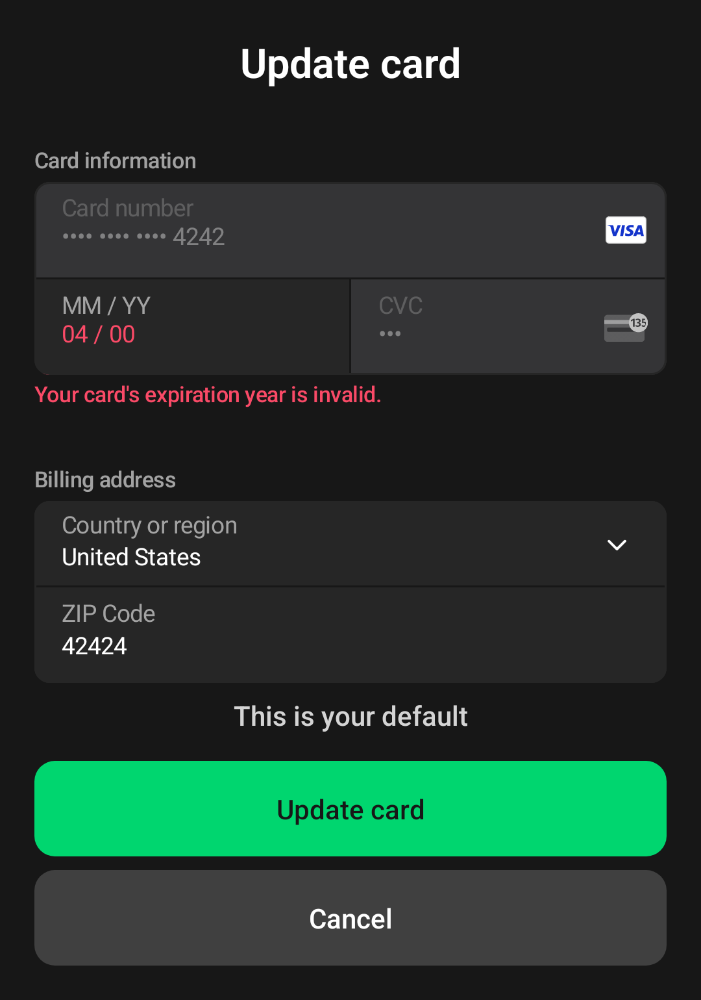 Update card
Card information
Card number
•••• •••• •••• 4242
VISA
MM / YY
04 / 00
CVC
•••
135
Your card's expiration year is invalid.
Billing address
Country or region
United States
ZIP Code
42424
This is your default
Update card
Cancel